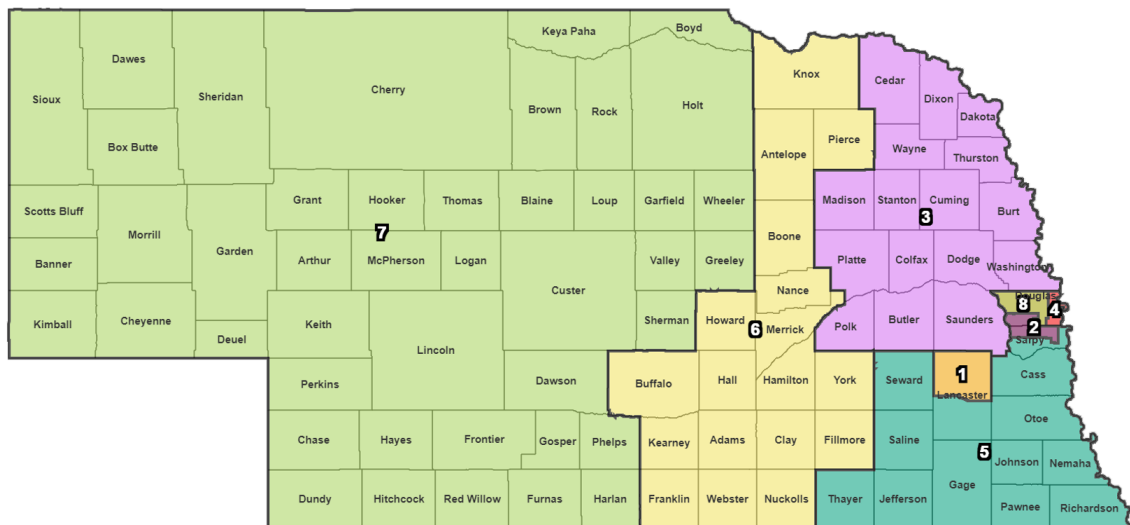 Keya Paha
Boyd
Dawes
Knox
Cedar
Sioux
Sheridan
Cherry
Brown
Rock
Holt
Dixon
Dakota
Box Butte
Antelope
Pierce
Wayne
Thurston
Scotts Bluff
Grant
Hooker
Thomas
Blaine
Loup
Garfield
Wheeler
Madison
Stanton
Cuming
Burt
7
3
Morrill
Garden
Boone
Banner
Arthur
McPherson
Logan
Valley
Greeley
Platte
Colfax
Dodge
Washington
Custer
Nance
Douglas
8
4
Kimball
Cheyenne
Keith
Sherman
Howard
6
Merrick
Polk
Butler
Saunders
2
Sarpy
Deuel
Lincoln
Perkins
Dawson
Buffalo
Hall
Hamilton
York
Seward
1
Lancaster
Cass
Otoe
Chase
Hayes
Frontier
Gosper
Phelps
Kearney
Adams
Clay
Fillmore
Saline
5
Johnson
Nemaha
Gage
Dundy
Hitchcock
Red Willow
Furnas
Harlan
Franklin
Webster
Nuckolls
Thayer
Jefferson
Pawnee
Richardson